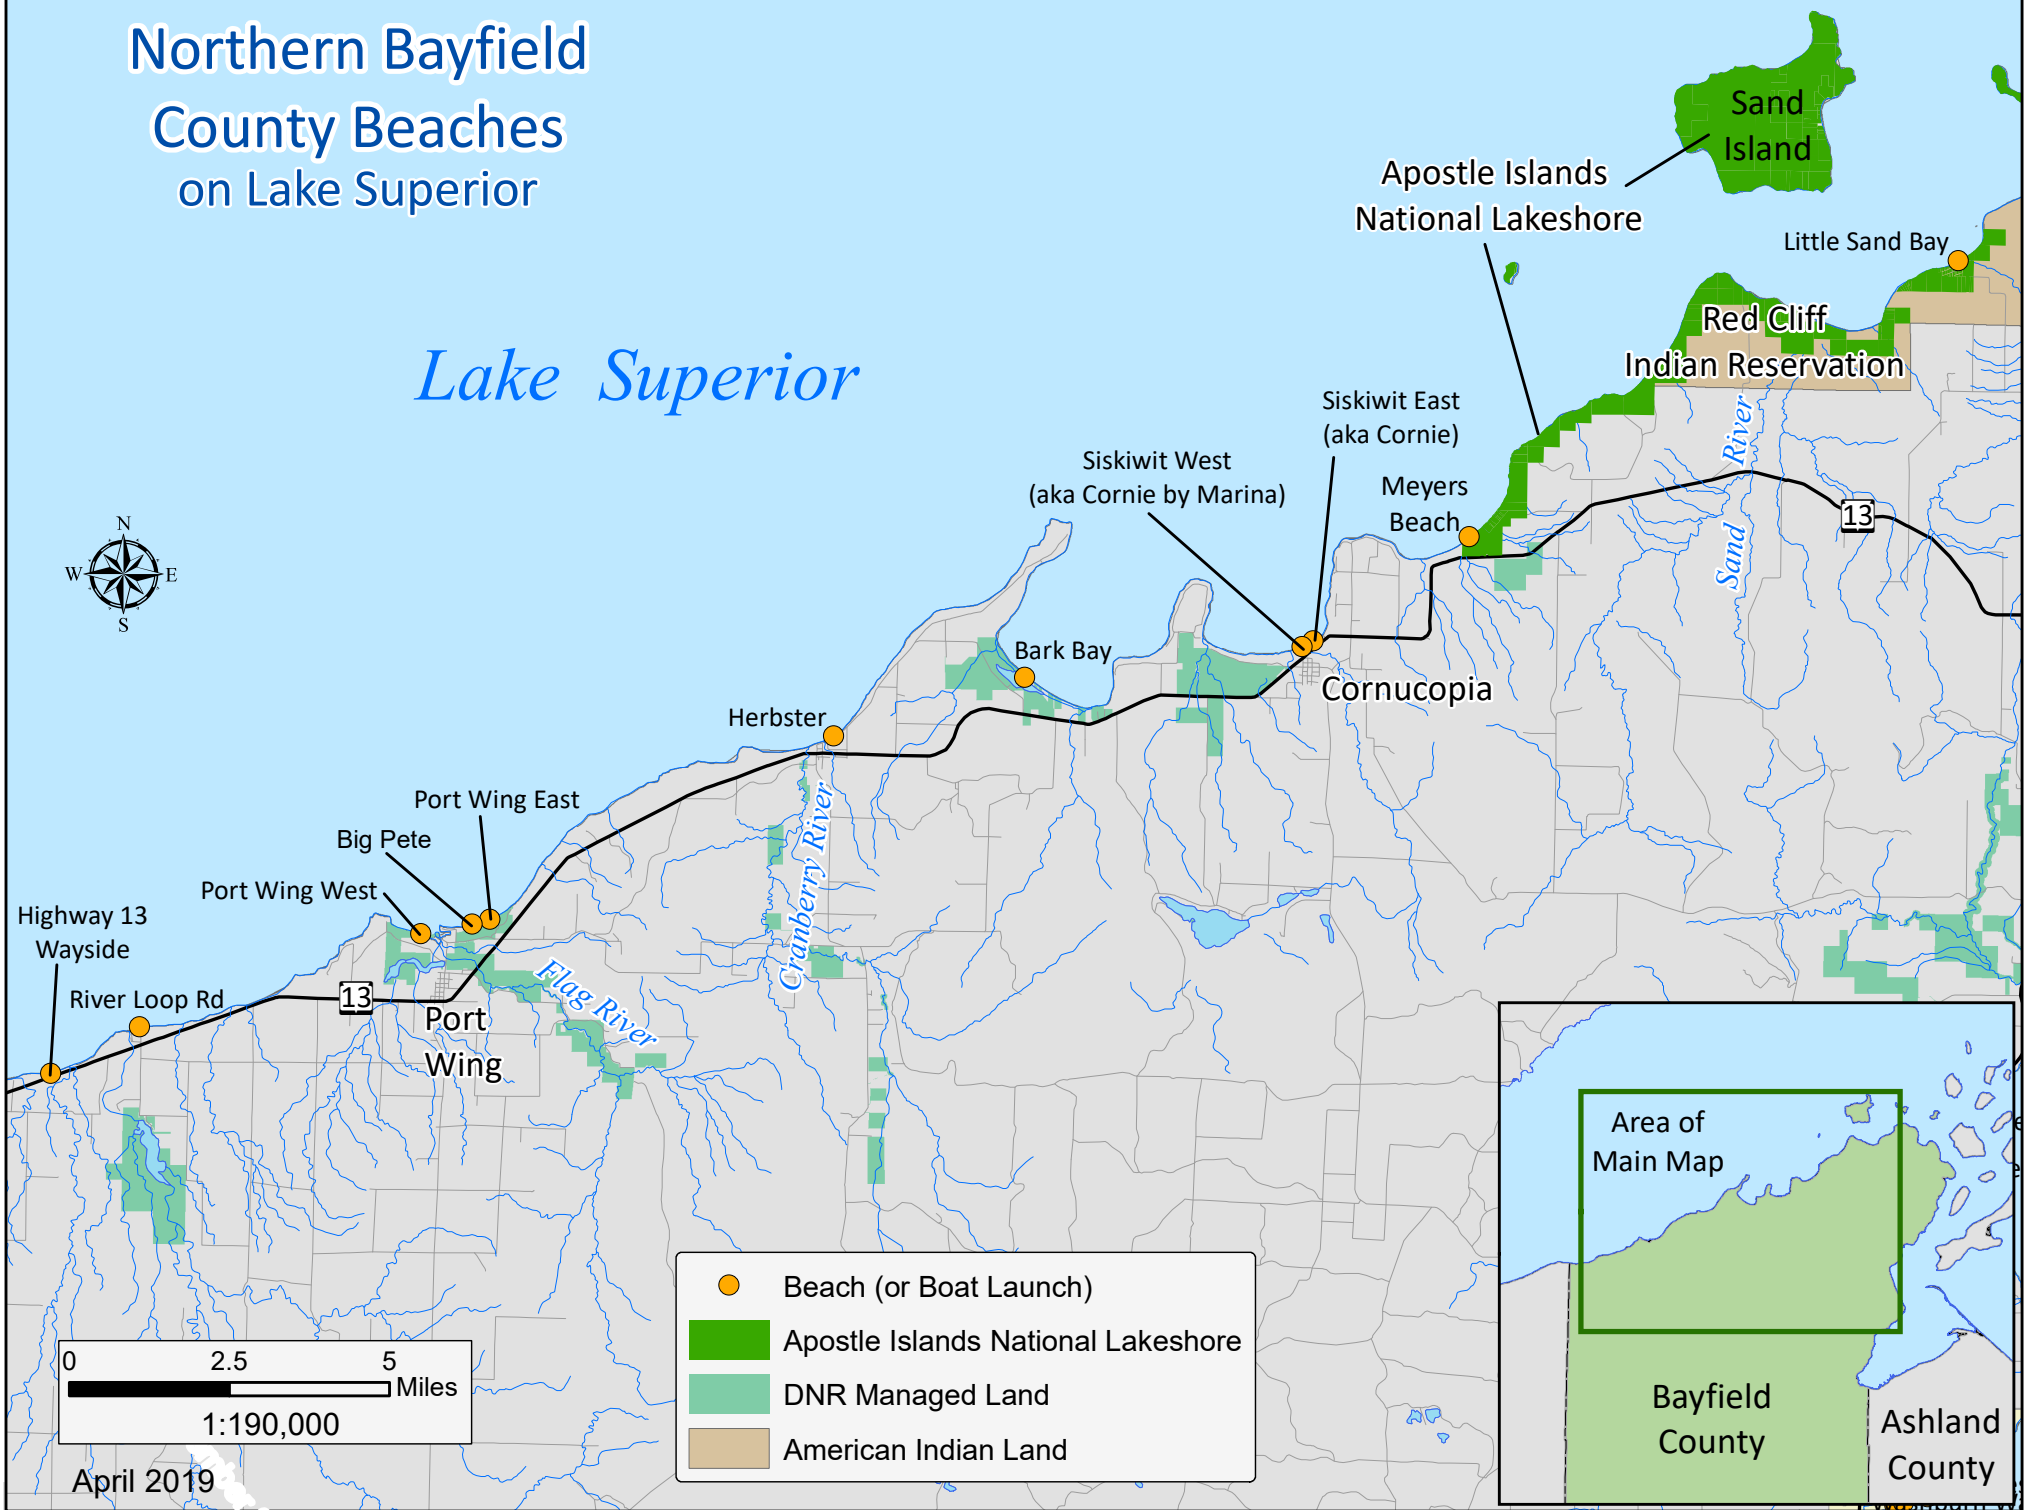 Northern Bayfield
County Beaches
on Lake Superior
Sand
Island
Apostle Islands
National Lakeshore
Little Sand Bay
Red Cliff
Indian Reservation
Lake Superior
Siskiwit East
(aka Cornie)
Siskiwit West
(aka Cornie by Marina)
Meyers
Beach
Sand River
13
N
W E
S
Bark Bay
Cornucopia
Herbster
Port Wing East
Big Pete
Port Wing West
Cranberry River
Highway 13
Wayside
River Loop Rd
13
Flag River
Port
Wing
Area of
Main Map
Bayfield
County
Ashland
County
Beach (or Boat Launch)
Apostle Islands National Lakeshore
DNR Managed Land
American Indian Land
0 2.5 5
Miles
1:190,000
April 2019